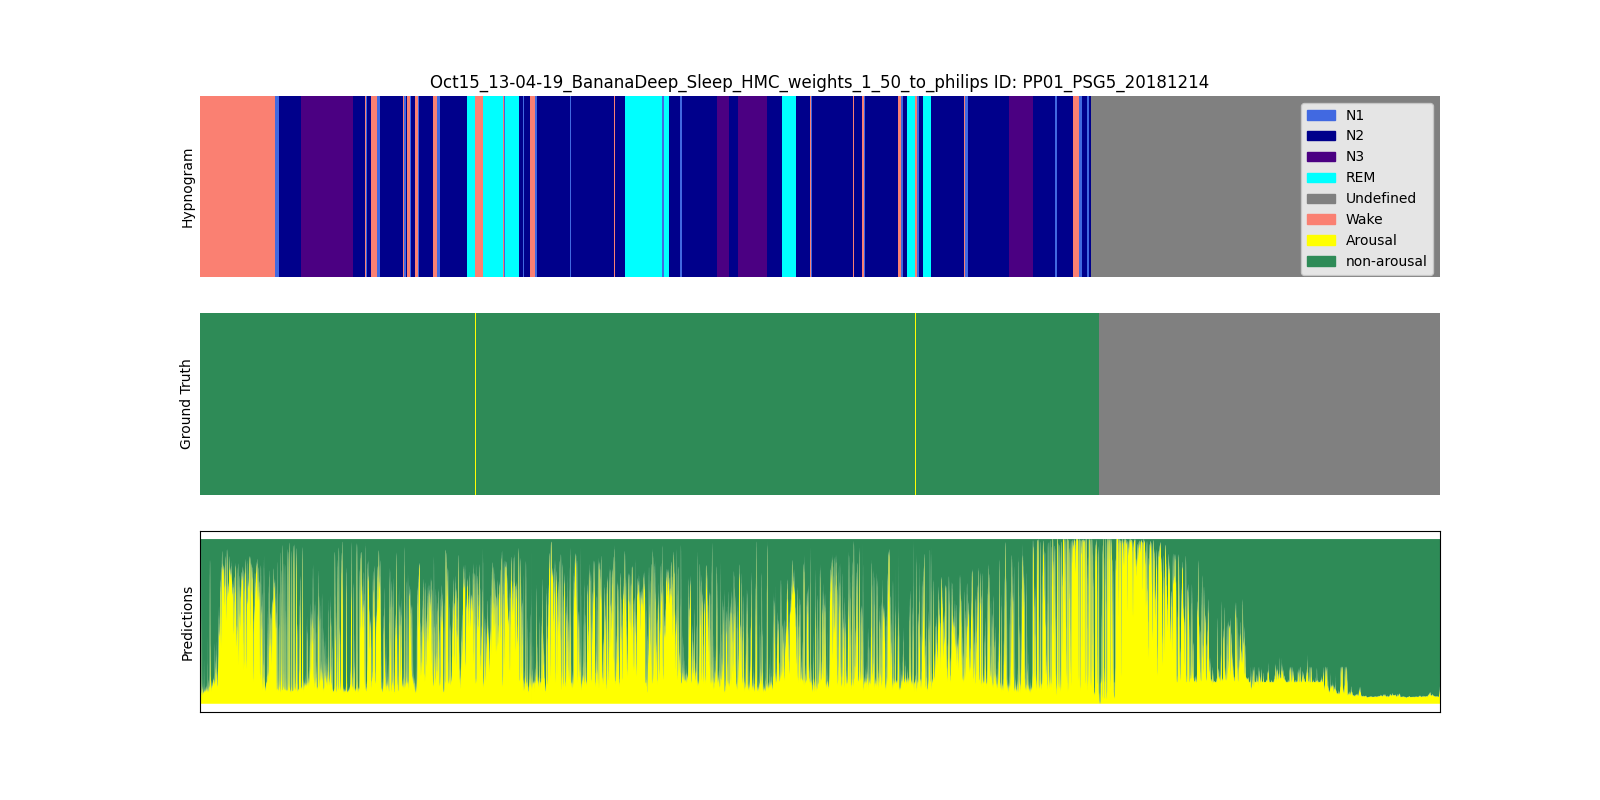 Oct15_13-04-19_BananaDeep_Sleep_HMC_weights_1_50_to_philips ID: PP01_PSG5_20181214
Hypnogram
N1
N2
N3
REM
Undefined
Wake
Arousal
non-arousal
Ground Truth
Predictions